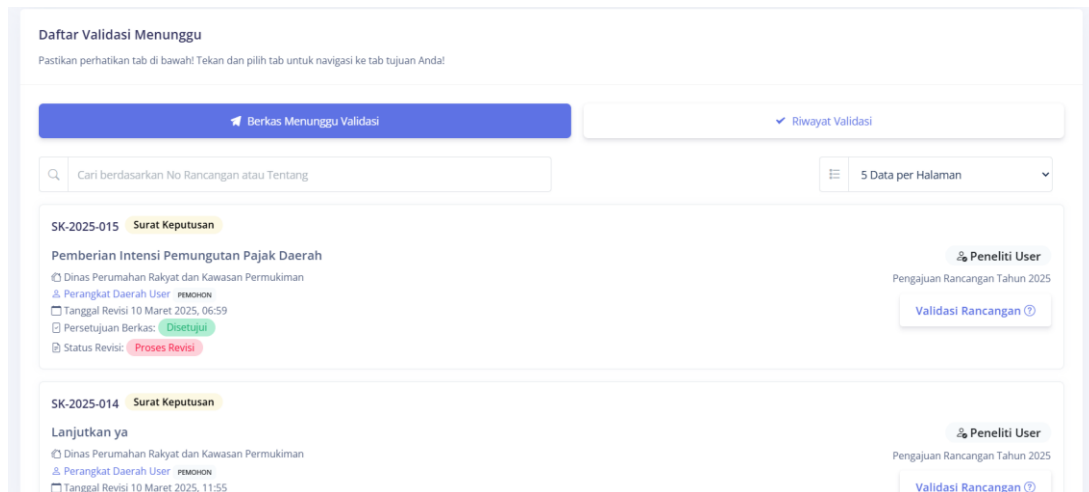 Daftar Validasi Menunggu
Pastikan perhatikan tab di bawah! Tekan dan pilih tab untuk navigasi ke tab tujuan Anda!
Berkas Menunggu Validasi
Riwayat Validasi
Cari berdasarkan No Rancangan atau Tentang
5 Data per Halaman
SK-2025-015 Surat Keputusan
Pemberian Intensi Pemungutan Pajak Daerah
Dinas Perumahan Rakyat dan Kawasan Permukiman
Perangkat Daerah User PEMOHON
Tanggal Revisi 10 Maret 2025, 06:59
Persetujuan Berkas: Disetujui
Status Revisi: Proses Revisi
Peneliti User
Pengajuan Rancangan Tahun 2025
Validasi Rancangan
SK-2025-014 Surat Keputusan
Lanjutkan ya
Dinas Perumahan Rakyat dan Kawasan Permukiman
Perangkat Daerah User PEMOHON
Tanggal Revisi 10 Maret 2025, 11:55
Peneliti User
Pengajuan Rancangan Tahun 2025
Validasi Rancangan